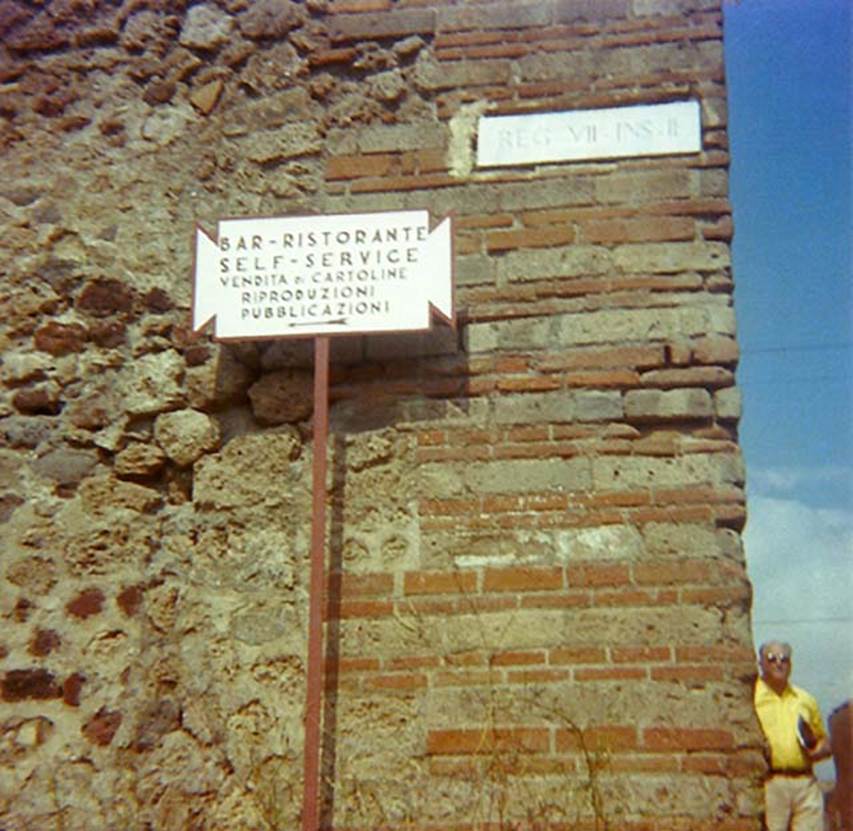 REG · VII · INS · II
BAR-RISTORANTE
SELF-SERVICE
VENDITA DI CARTOLINE
RIPRODUZIONI
PUBBLICAZIONI